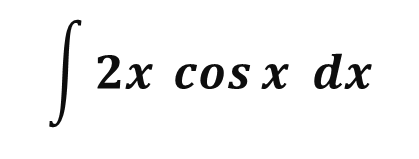 ∫ 2x cos x dx